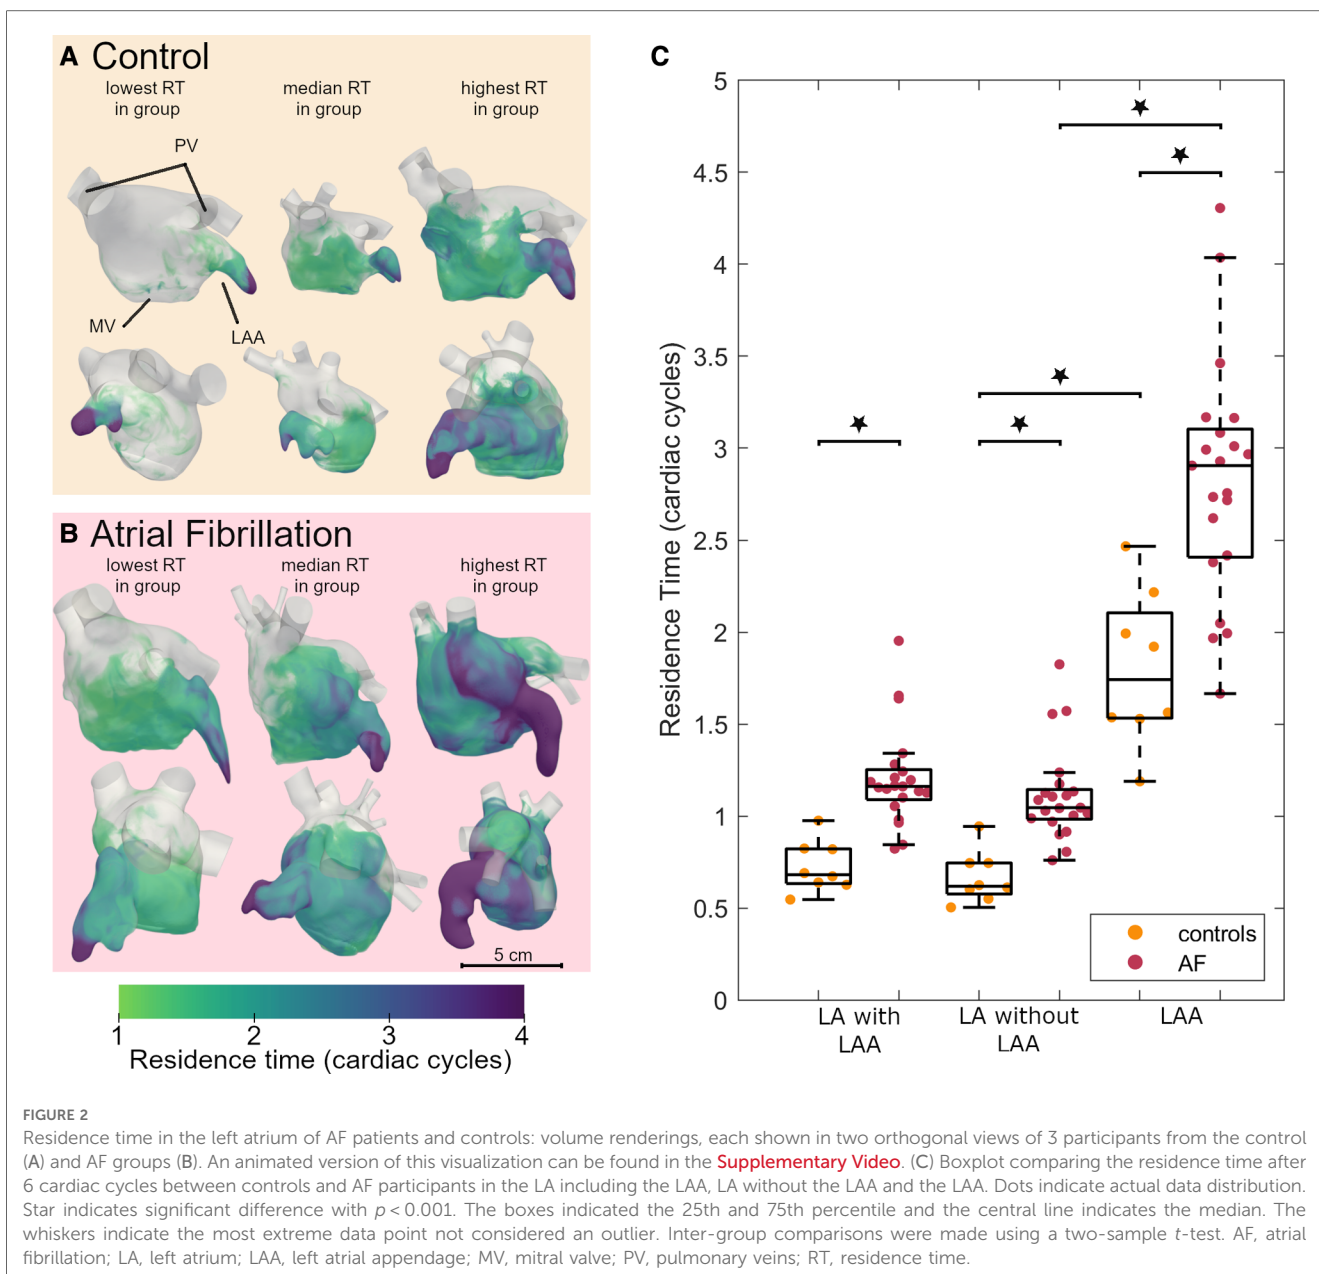 A Control
lowest RT
in group
median RT
in group
highest RT
in group
PV
MV
LAA
B Atrial Fibrillation
lowest RT
in group
median RT
in group
highest RT
in group
5 cm
1 2 3 4
Residence time (cardiac cycles)
C
Residence Time (cardiac cycles)
5
4.5
4
3.5
3
2.5
2
1.5
1
0.5
0
controls
AF
LA with
LAA
LA without
LAA
LAA
FIGURE 2
Residence time in the left atrium of AF patients and controls: volume renderings, each shown in two orthogonal views of 3 participants from the control
(A) and AF groups (B). An animated version of this visualization can be found in the Supplementary Video. (C) Boxplot comparing the residence time after
6 cardiac cycles between controls and AF participants in the LA including the LAA, LA without the LAA and the LAA. Dots indicate actual data distribution.
Star indicates significant difference with p < 0.001. The boxes indicated the 25th and 75th percentile and the central line indicates the median. The
whiskers indicate the most extreme data point not considered an outlier. Inter-group comparisons were made using a two-sample t-test. AF, atrial
fibrillation; LA, left atrium; LAA, left atrial appendage; MV, mitral valve; PV, pulmonary veins; RT, residence time.